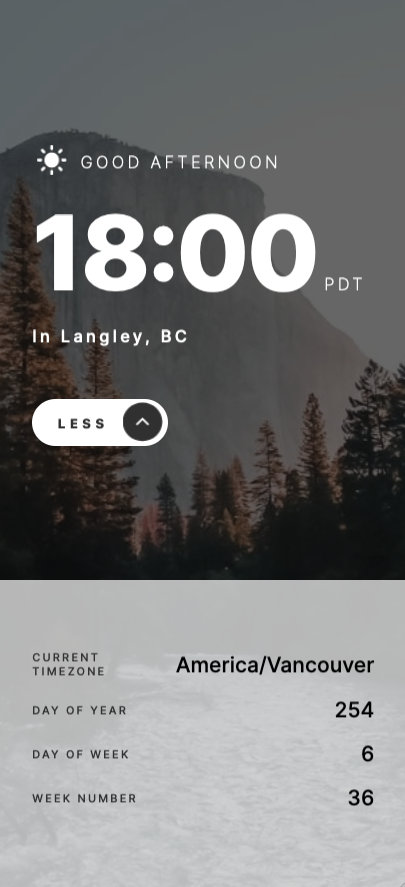 GOOD AFTERNOON
18:00 PDT
In Langley, BC
LESS
CURRENT
TIMEZONE
America/Vancouver
DAY OF YEAR
254
DAY OF WEEK
6
WEEK NUMBER
36